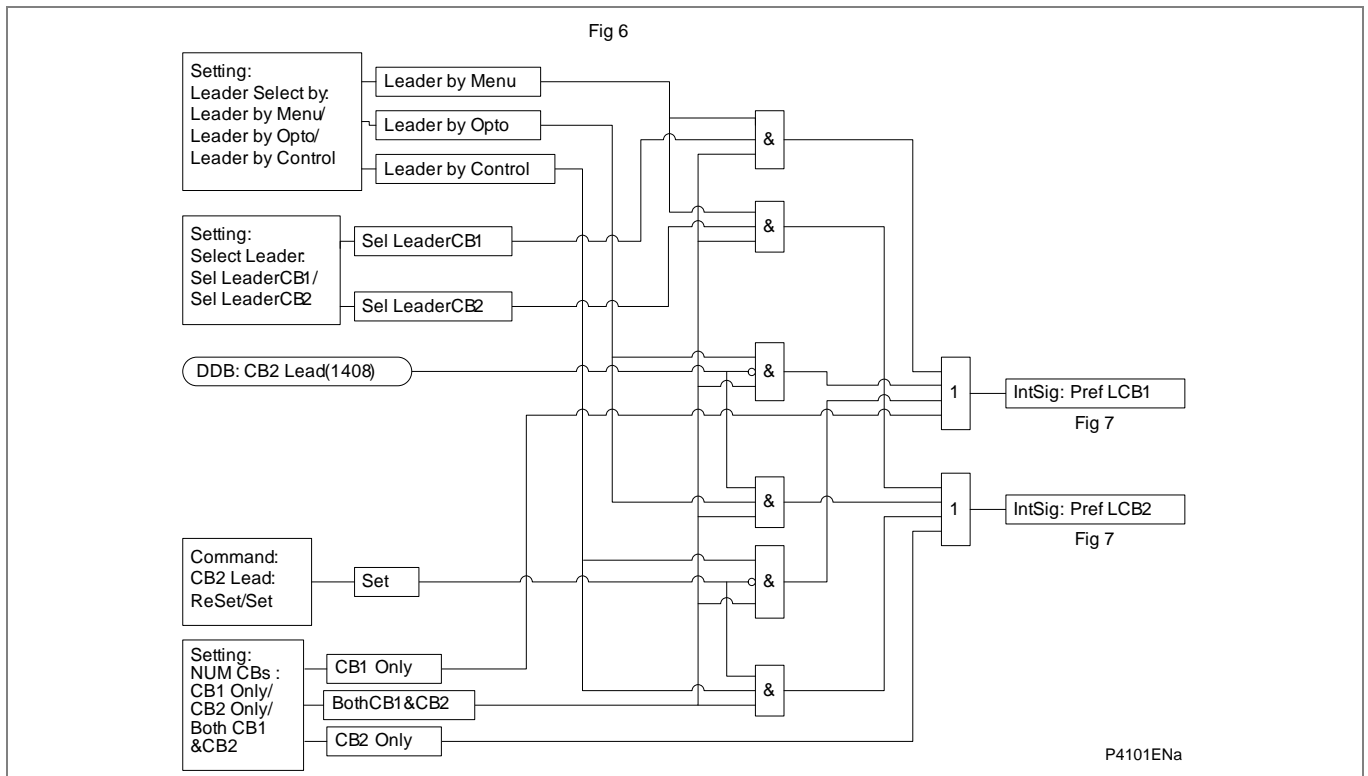 Fig 6
Setting:
Leader Select by:
Leader by Menu/
Leader by Opto/
Leader by Control
Leader by Menu
Leader by Opto
Leader by Control
&
&
Setting:
Select Leader:
Sel LeaderCB1/
Sel LeaderCB2
Sel LeaderCB1
Sel LeaderCB2
DDB: CB2 Lead(1408)
&
1
IntSig: Pref LCB1
Fig 7
&
1
IntSig: Pref LCB2
Fig 7
Command:
CB2 Lead:
ReSet/Set
Set
&
Setting:
NUM CBs :
CB1 Only/
CB2 Only/
Both CB1
&CB2
CB1 Only
BothCB1&CB2
CB2 Only
&
P4101ENa